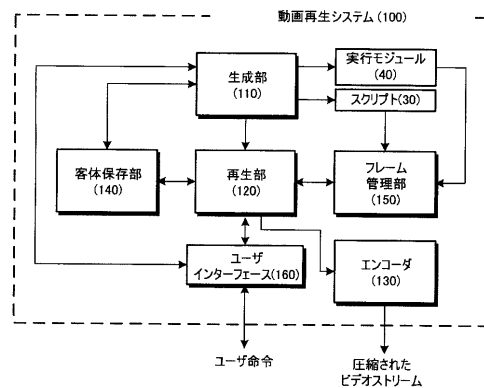 動画再生システム(100)
実行モジュール
(40)
生成部
(110)
スクリプト(30)
客体保存部
(140)
再生部
(120)
フレーム
管理部
(150)
ユーザ
インターフェース(160)
エンコーダ
(130)
ユーザ命令
圧縮された
ビデオストリーム